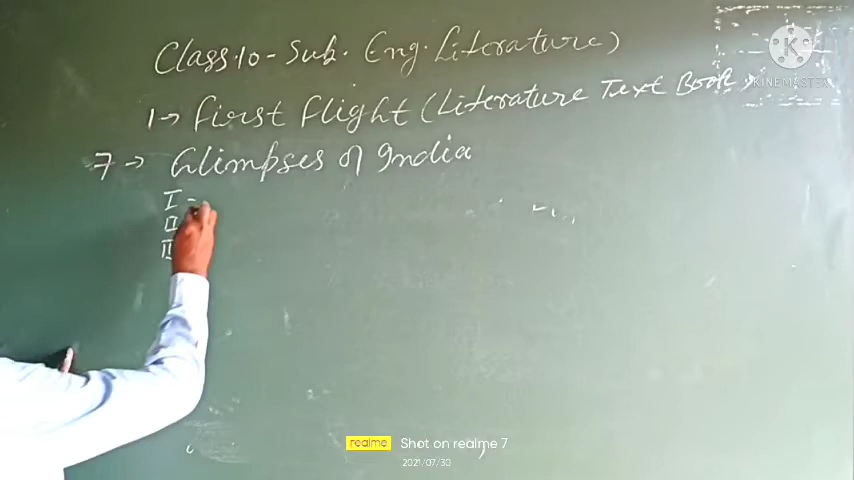 Class.10 - Sub. Eng. Literature)
1 -> First flight (Literature Text Book)
7 -> Glimpses of India
I -
II
III
KINEMASTER
realme Shot on realme 7
2021/07/30